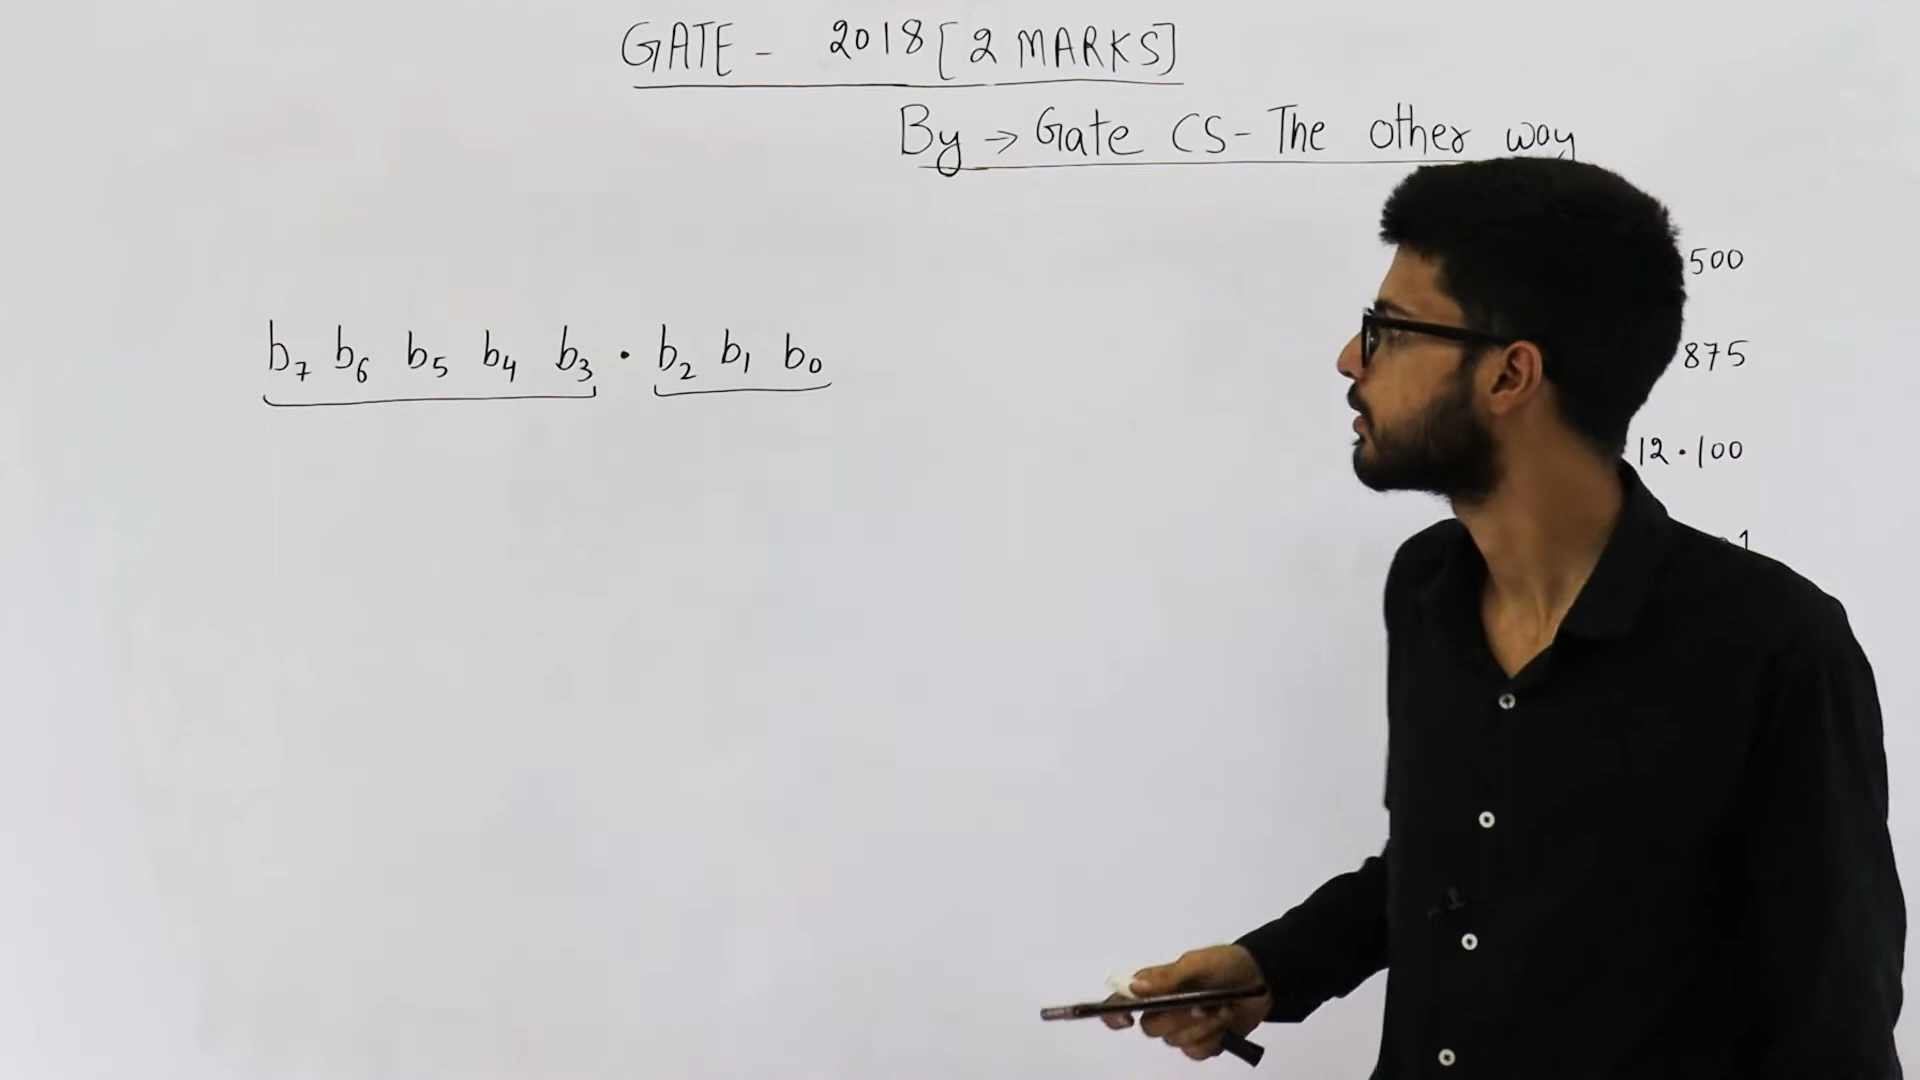 GATE - 2018 [2 MARKS]
By → Gate CS - The other way
b₇ b₆ b₅ b₄ b₃ . b₂ b₁ b₀
500
875
12.100